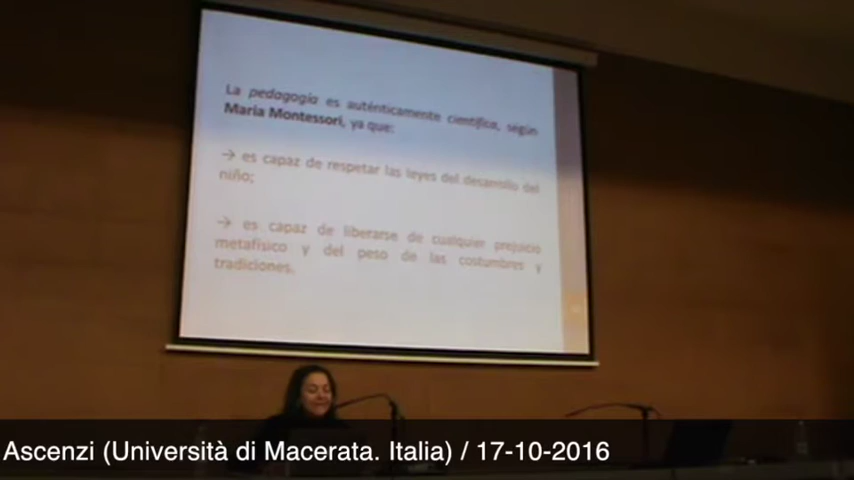 La pedagogía es auténticamente científica, según
María Montessori, ya que:
→ es capaz de respetar las leyes del desarrollo del
niño;
→ es capaz de liberarse de cualquier prejuicio
metafísico y del peso de las costumbres y
tradiciones.
Ascenzi (Università di Macerata. Italia) / 17-10-2016